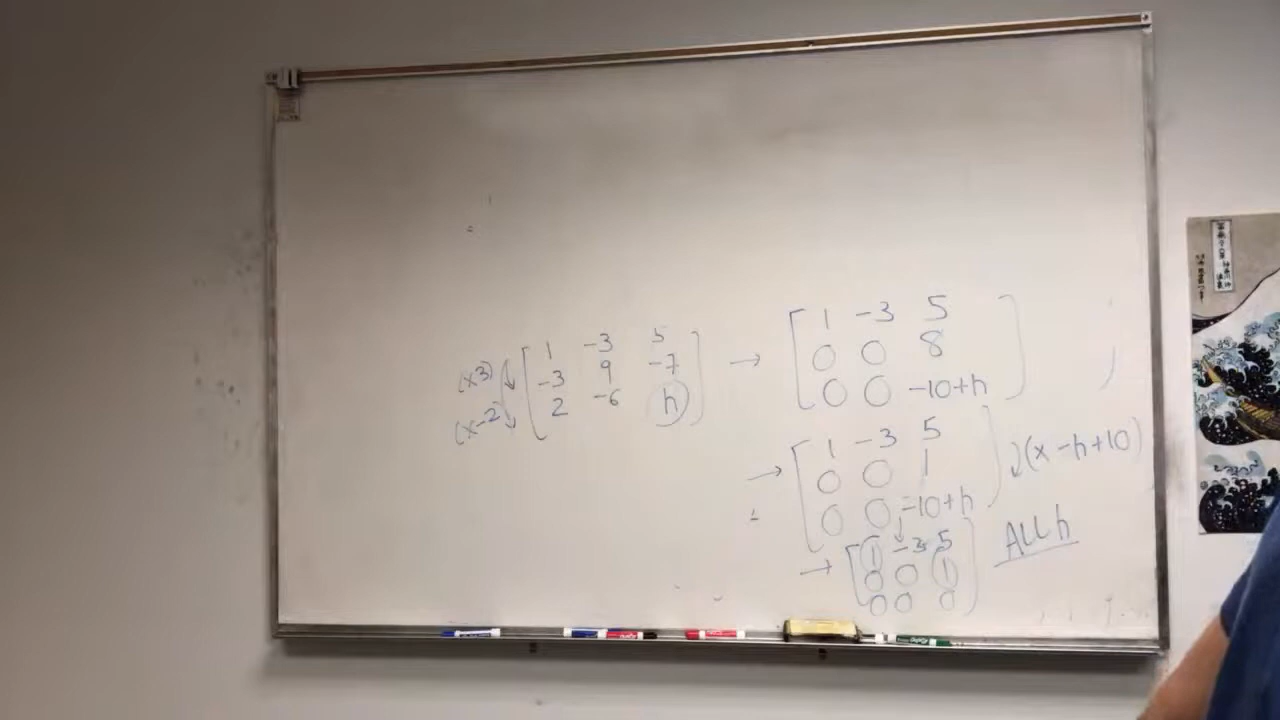 (x3) [ 1 -3 5 ] → [ 1 -3 5 ]
(x-2) [ -3 9 -7 ] [ 0 0 8 ]
[ 2 -6 h ] [ 0 0 -10+h ]
→ [ 1 -3 5 ] (x -h+10)
[ 0 0 1 ]
[ 0 0 -10+h ]
→ [ 1 -3 5 ] ALL h
[ 0 0 1 ]
[ 0 0 0 ]